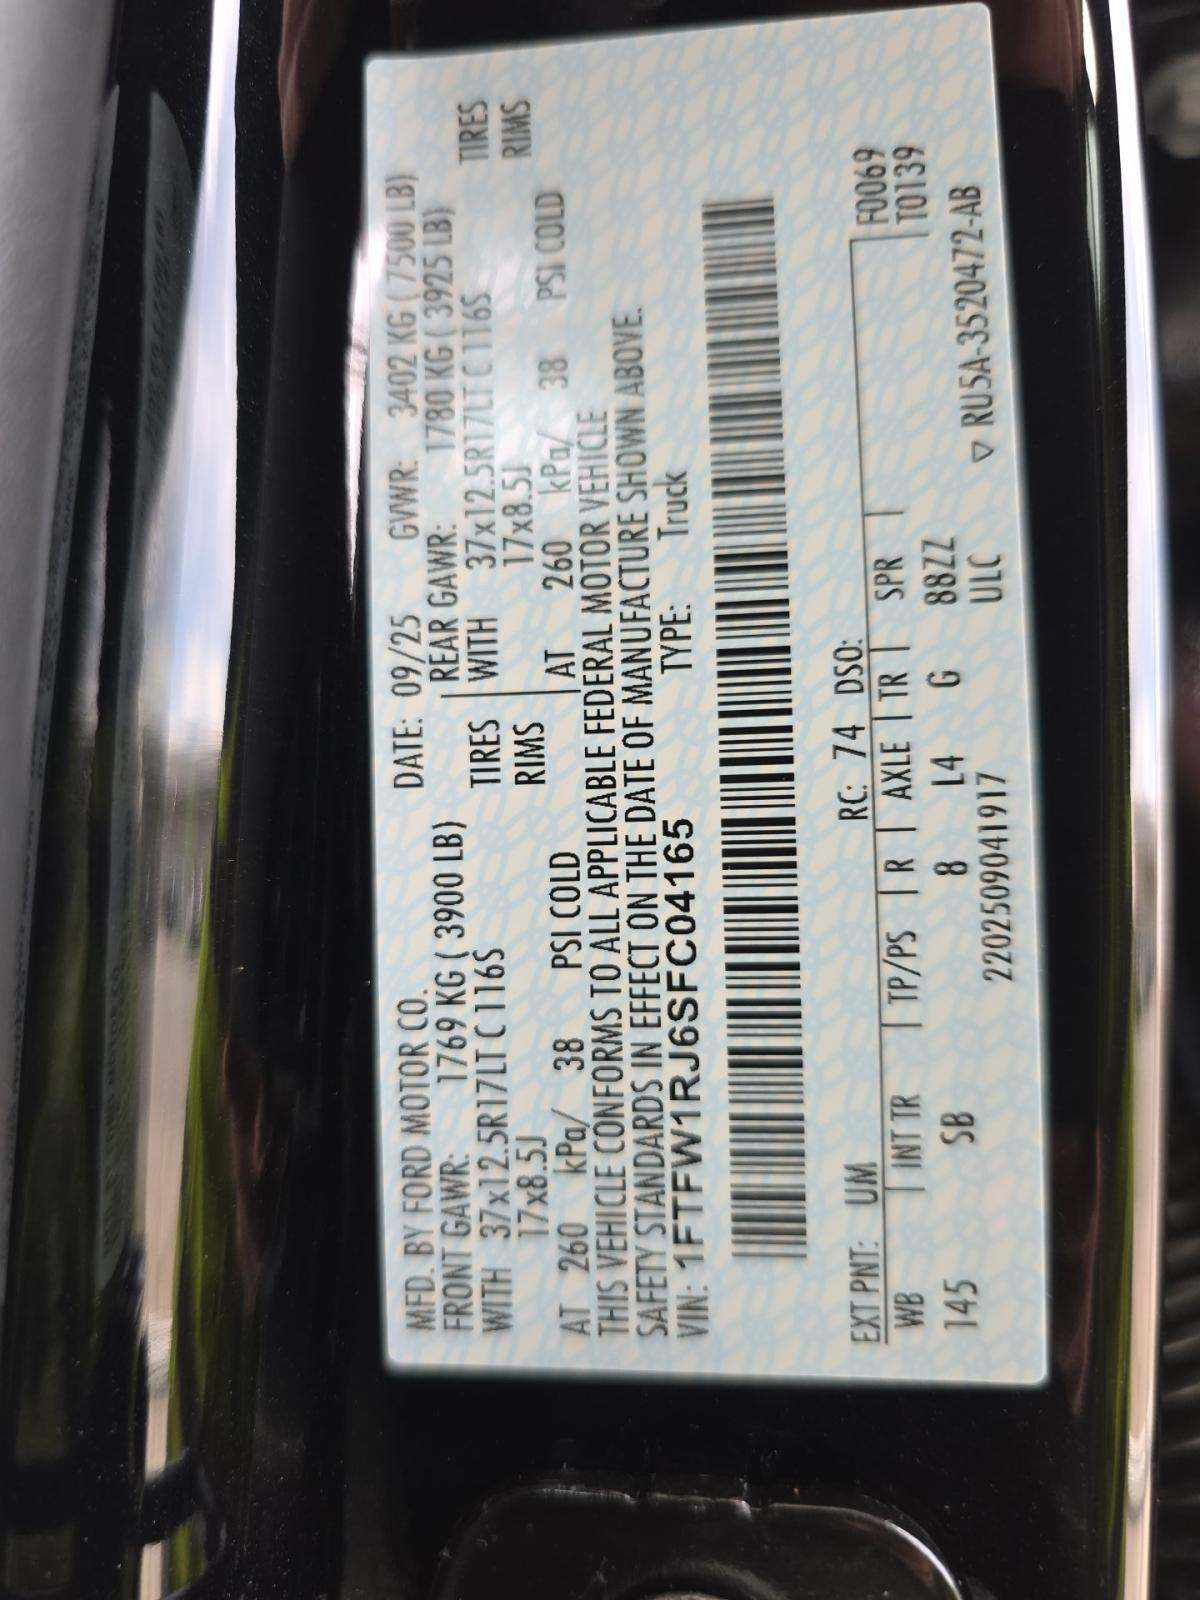 MFD. BY FORD MOTOR CO. DATE: 09/25 GVWR: 3402 KG ( 7500 LB)
FRONT GAWR: 1769 KG ( 3900 LB) REAR GAWR: 1780 KG ( 3925 LB)
WITH 37x12.5R17LT C 116S TIRES WITH 37x12.5R17LT C 116S TIRES
17x8.5J RIMS 17x8.5J RIMS
AT 260 kPa/ 38 PSI COLD AT 260 kPa/ 38 PSI COLD
THIS VEHICLE CONFORMS TO ALL APPLICABLE FEDERAL MOTOR VEHICLE
SAFETY STANDARDS IN EFFECT ON THE DATE OF MANUFACTURE SHOWN ABOVE.
VIN: 1FTFW1RJ6SFC04165 TYPE: Truck
EXT PNT: UM RC: 74 DSO: F0069
WB INT TR TP/PS R AXLE TR SPR T0139
145 SB 8 L4 G 88ZZ
2202509041917 ULC ▽ RU5A-3520472-AB